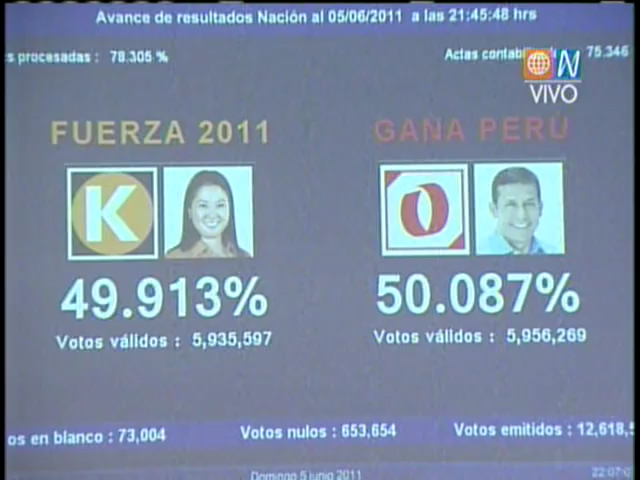 Avance de resultados Nación al 05/06/2011 a las 21:45:48 hrs
s procesadas : 78.305 %
Actas contabi 75.346
N
VIVO
FUERZA 2011
GANA PERÚ
K
O
49.913%
50.087%
Votos válidos : 5,935,597
Votos válidos : 5,956,269
os en blanco : 73,004
Votos nulos : 653,654
Votos emitidos : 12,618,5
Domingo 5 junio 2011
22:07:0